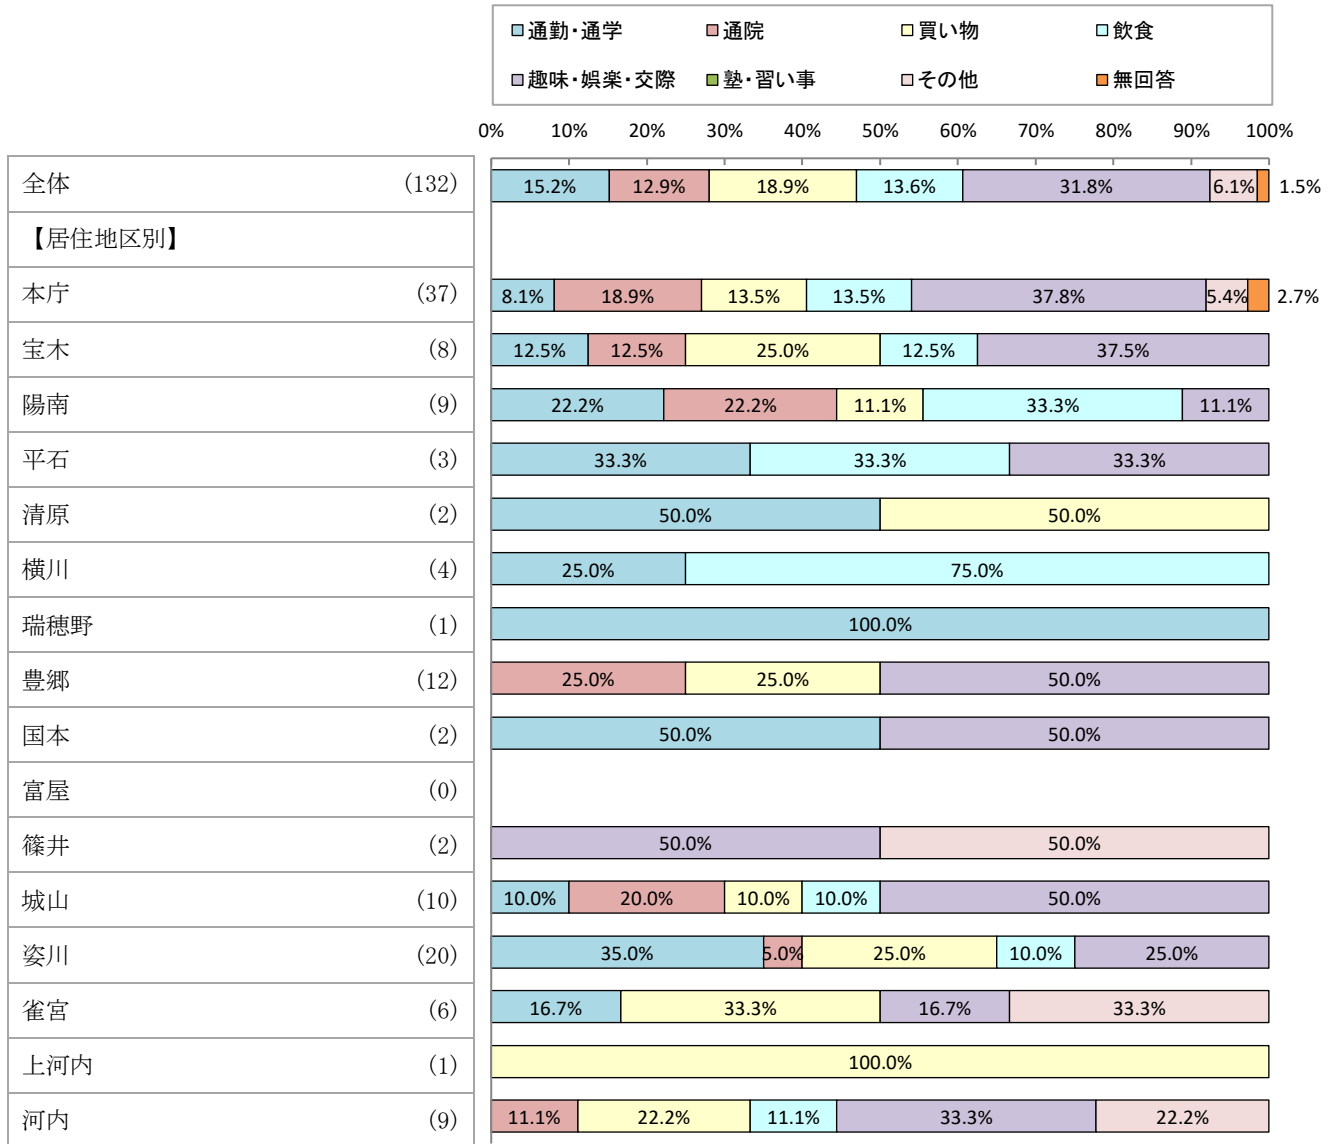 通勤・通学 通院 買い物 飲食
趣味・娯楽・交際 塾・習い事 その他 無回答
0% 10% 20% 30% 40% 50% 60% 70% 80% 90% 100%
全体 (132) 15.2% 12.9% 18.9% 13.6% 31.8% 6.1% 1.5%
【居住地区別】
本庁 (37) 8.1% 18.9% 13.5% 13.5% 37.8% 5.4% 2.7%
宝木 (8) 12.5% 12.5% 25.0% 12.5% 37.5%
陽南 (9) 22.2% 22.2% 11.1% 33.3% 11.1%
平石 (3) 33.3% 33.3% 33.3%
清原 (2) 50.0% 50.0%
横川 (4) 25.0% 75.0%
瑞穂野 (1) 100.0%
豊郷 (12) 25.0% 25.0% 50.0%
国本 (2) 50.0% 50.0%
富屋 (0)
篠井 (2) 50.0% 50.0%
城山 (10) 10.0% 20.0% 10.0% 10.0% 50.0%
姿川 (20) 35.0% 5.0% 25.0% 10.0% 25.0%
雀宮 (6) 16.7% 33.3% 16.7% 33.3%
上河内 (1) 100.0%
河内 (9) 11.1% 22.2% 11.1% 33.3% 22.2%